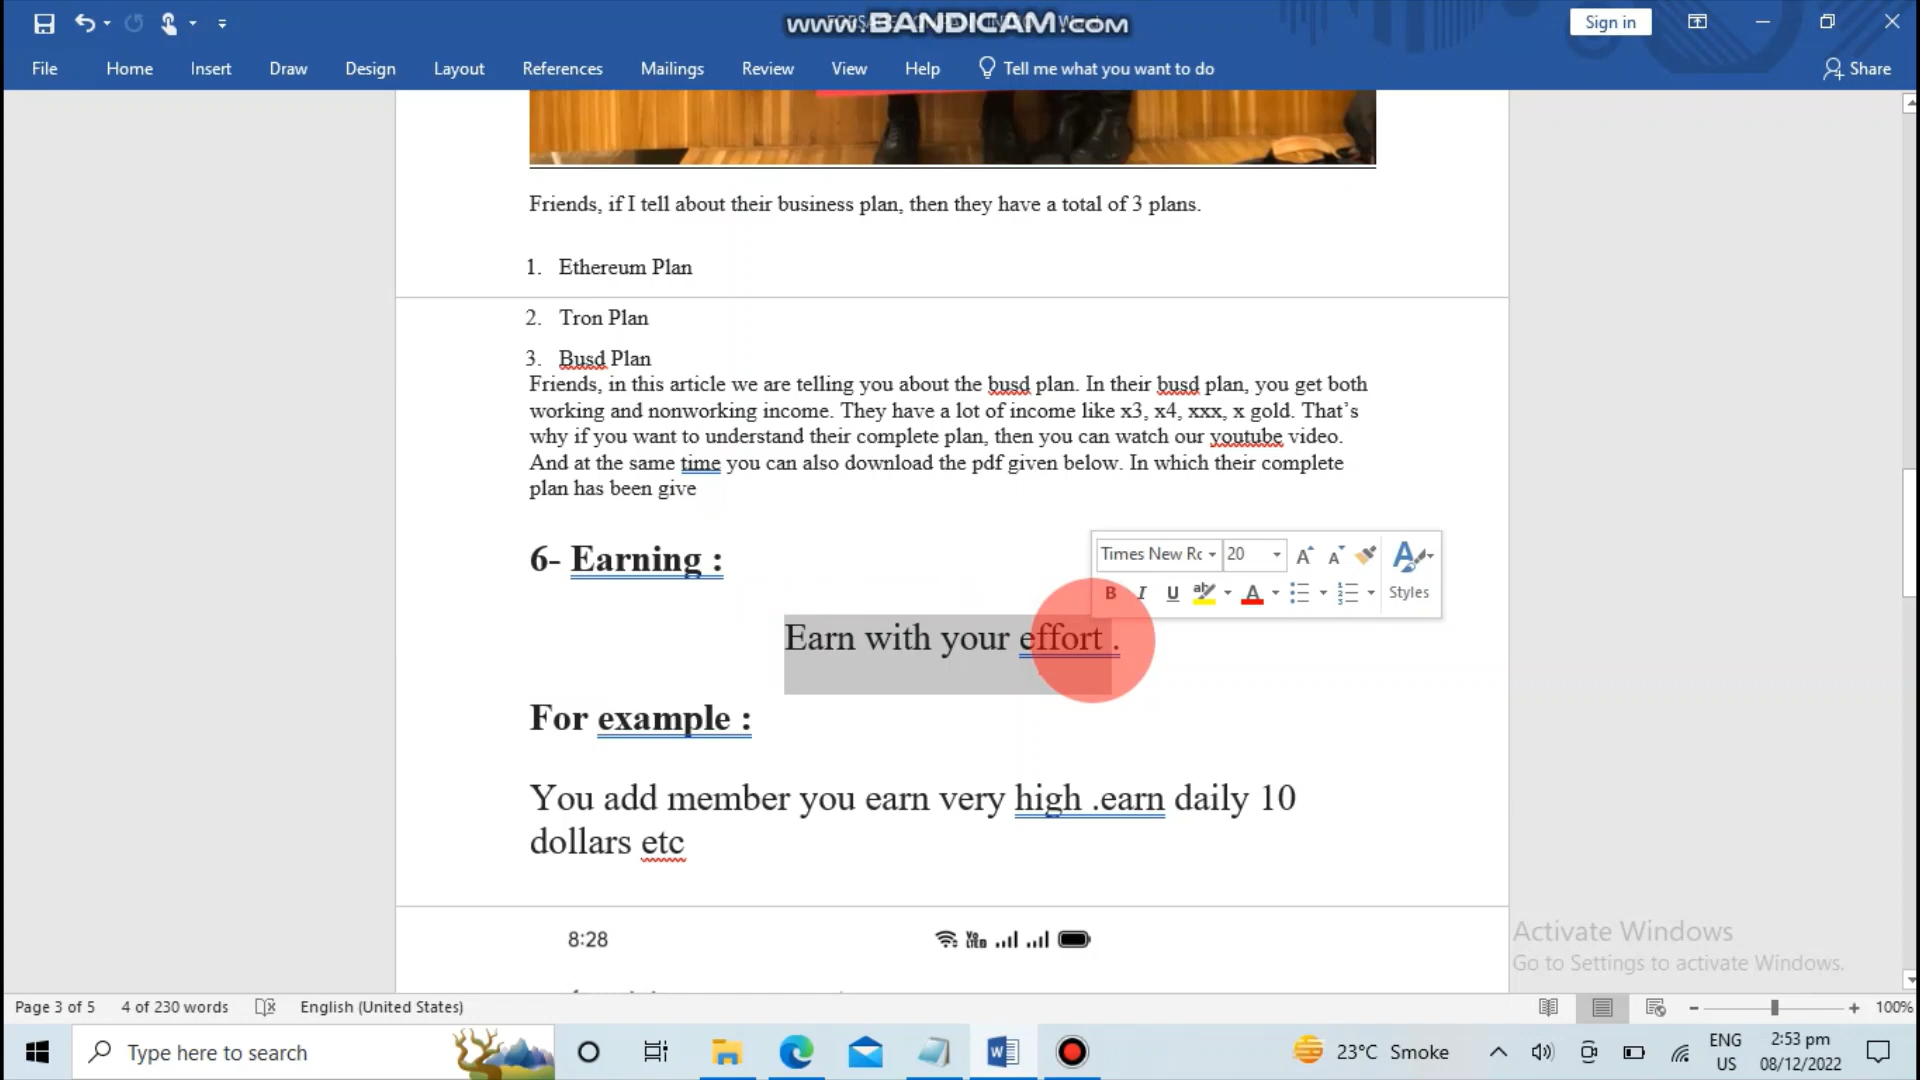 www.BANDICAM.com
Sign in
File Home Insert Draw Design Layout References Mailings Review View Help Tell me what you want to do Share
Friends, if I tell about their business plan, then they have a total of 3 plans.
1. Ethereum Plan
2. Tron Plan
3. Busd Plan
Friends, in this article we are telling you about the busd plan. In their busd plan, you get both
working and nonworking income. They have a lot of income like x3, x4, xxx, x gold. That's
why if you want to understand their complete plan, then you can watch our youtube video.
And at the same time you can also download the pdf given below. In which their complete
plan has been give
6- Earning :
Times New Rc 20
B I U A Styles
Earn with your effort .
For example :
You add member you earn very high .earn daily 10
dollars etc
8:28
Activate Windows
Go to Settings to activate Windows.
Page 3 of 5 4 of 230 words English (United States) 100%
Type here to search
23°C Smoke
ENG
US
2:53 pm
08/12/2022